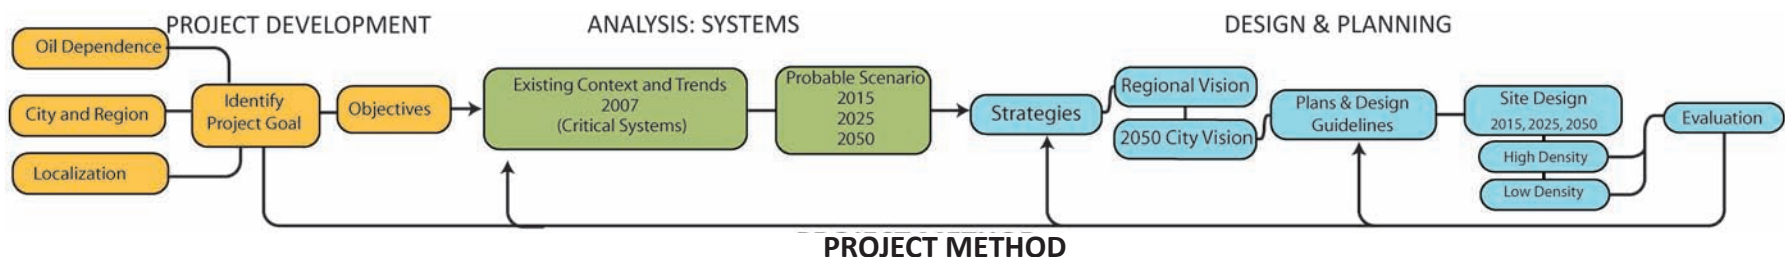 PROJECT DEVELOPMENT
ANALYSIS: SYSTEMS
DESIGN & PLANNING
Oil Dependence
City and Region
Localization
Identify
Project Goal
Objectives
Existing Context and Trends
2007
(Critical Systems)
Probable Scenario
2015
2025
2050
Strategies
Regional Vision
2050 City Vision
Plans & Design
Guidelines
Site Design
2015, 2025, 2050
High Density
Low Density
Evaluation
PROJECT METHOD